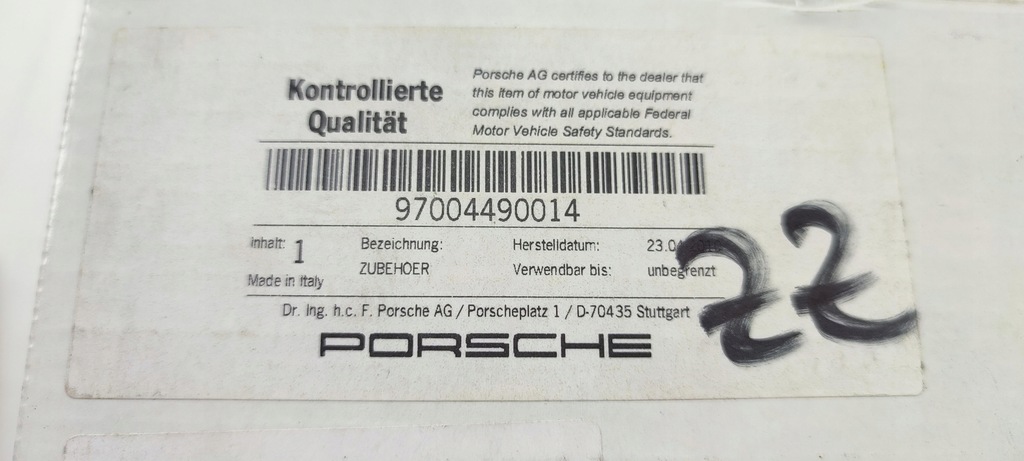 Kontrollierte
Qualität
Porsche AG certifies to the dealer that
this item of motor vehicle equipment
complies with all applicable Federal
Motor Vehicle Safety Standards.
97004490014
Inhalt: 1
Made in Italy
Bezeichnung:
ZUBEHOER
Herstelldatum:
Verwendbar bis: unbegrenzt
Dr. Ing. h.c. F. Porsche AG / Porscheplatz 1 / D-70435 Stuttgart
PORSCHE
22